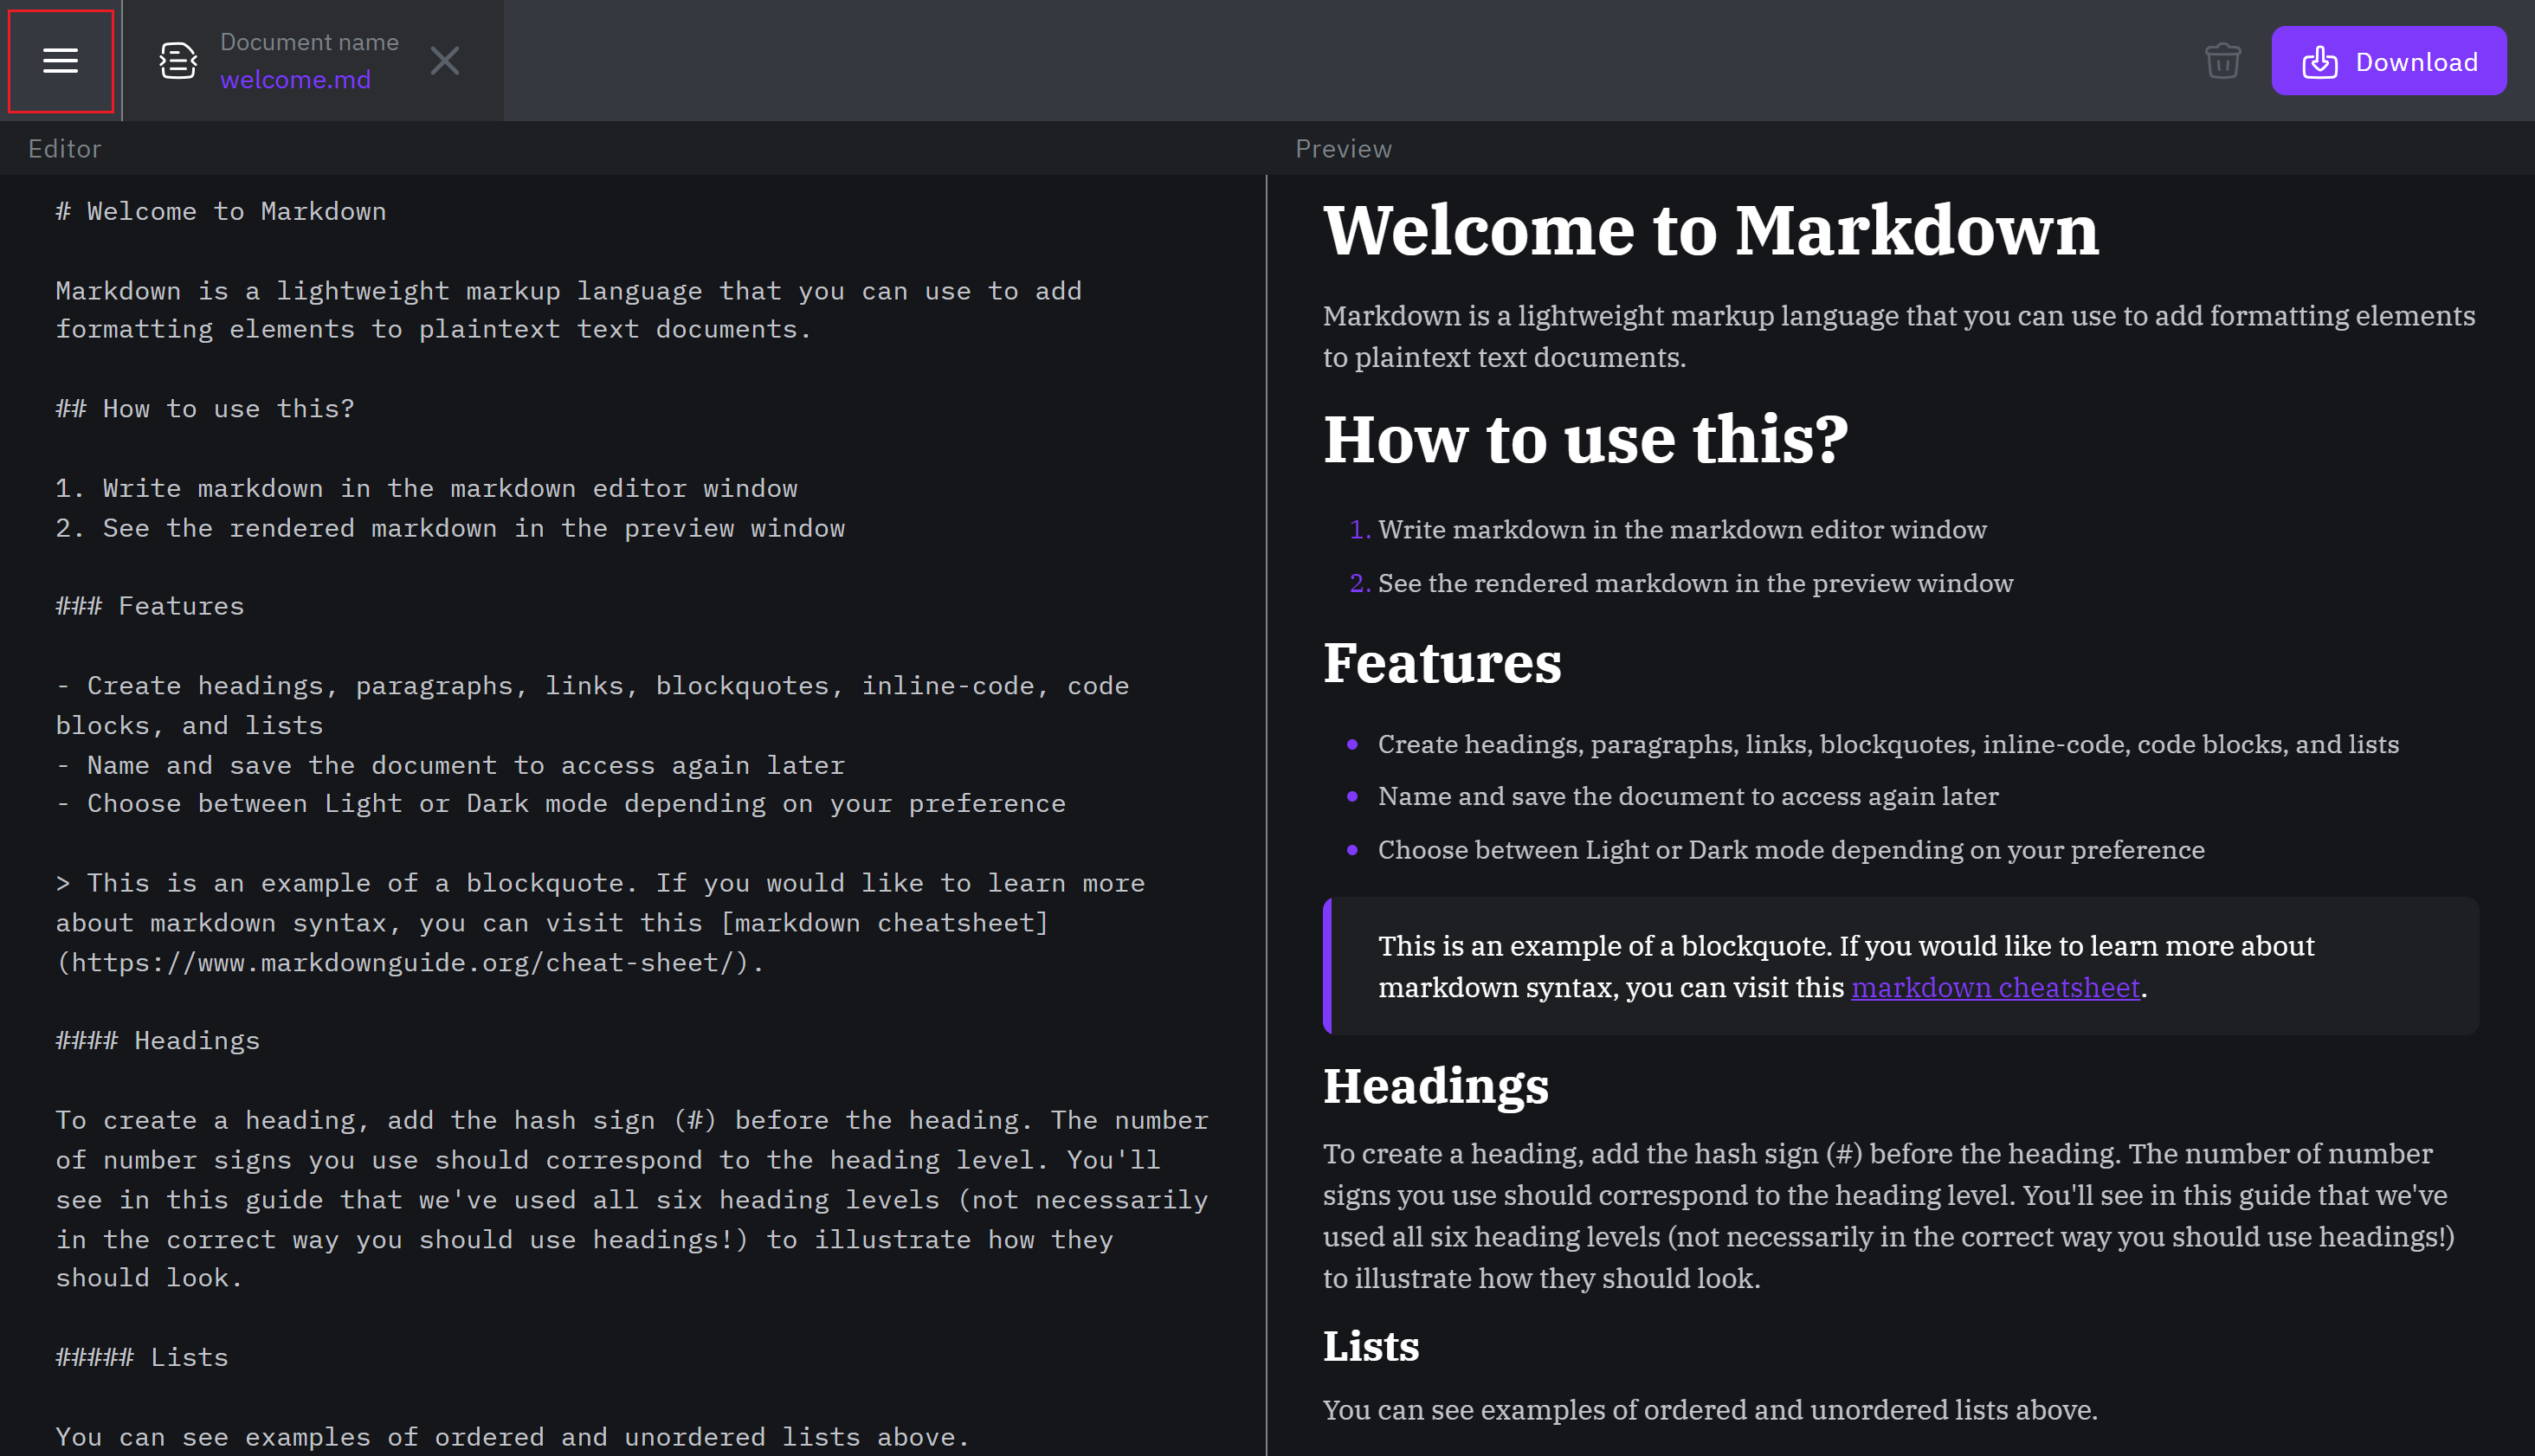 Document name
welcome.md
Download
Editor
Preview
# Welcome to Markdown
Markdown is a lightweight markup language that you can use to add
formatting elements to plaintext text documents.
## How to use this?
1. Write markdown in the markdown editor window
2. See the rendered markdown in the preview window
### Features
- Create headings, paragraphs, links, blockquotes, inline-code, code
blocks, and lists
- Name and save the document to access again later
- Choose between Light or Dark mode depending on your preference
> This is an example of a blockquote. If you would like to learn more
about markdown syntax, you can visit this [markdown cheatsheet]
(https://www.markdownguide.org/cheat-sheet/).
#### Headings
To create a heading, add the hash sign (#) before the heading. The number
of number signs you use should correspond to the heading level. You'll
see in this guide that we've used all six heading levels (not necessarily
in the correct way you should use headings!) to illustrate how they
should look.
##### Lists
You can see examples of ordered and unordered lists above.
Welcome to Markdown
Markdown is a lightweight markup language that you can use to add formatting elements
to plaintext text documents.
How to use this?
1. Write markdown in the markdown editor window
2. See the rendered markdown in the preview window
Features
• Create headings, paragraphs, links, blockquotes, inline-code, code blocks, and lists
• Name and save the document to access again later
• Choose between Light or Dark mode depending on your preference
This is an example of a blockquote. If you would like to learn more about
markdown syntax, you can visit this markdown cheatsheet.
Headings
To create a heading, add the hash sign (#) before the heading. The number of number
signs you use should correspond to the heading level. You'll see in this guide that we've
used all six heading levels (not necessarily in the correct way you should use headings!)
to illustrate how they should look.
Lists
You can see examples of ordered and unordered lists above.